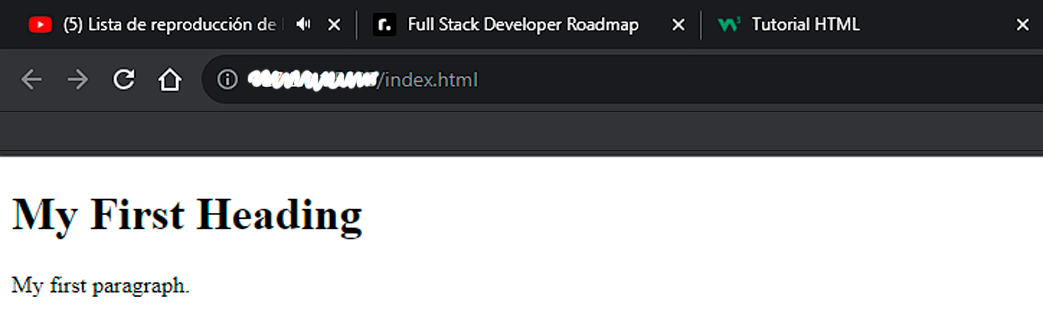 (5) Lista de reproducción de
Full Stack Developer Roadmap
Tutorial HTML
/index.html
My First Heading
My first paragraph.